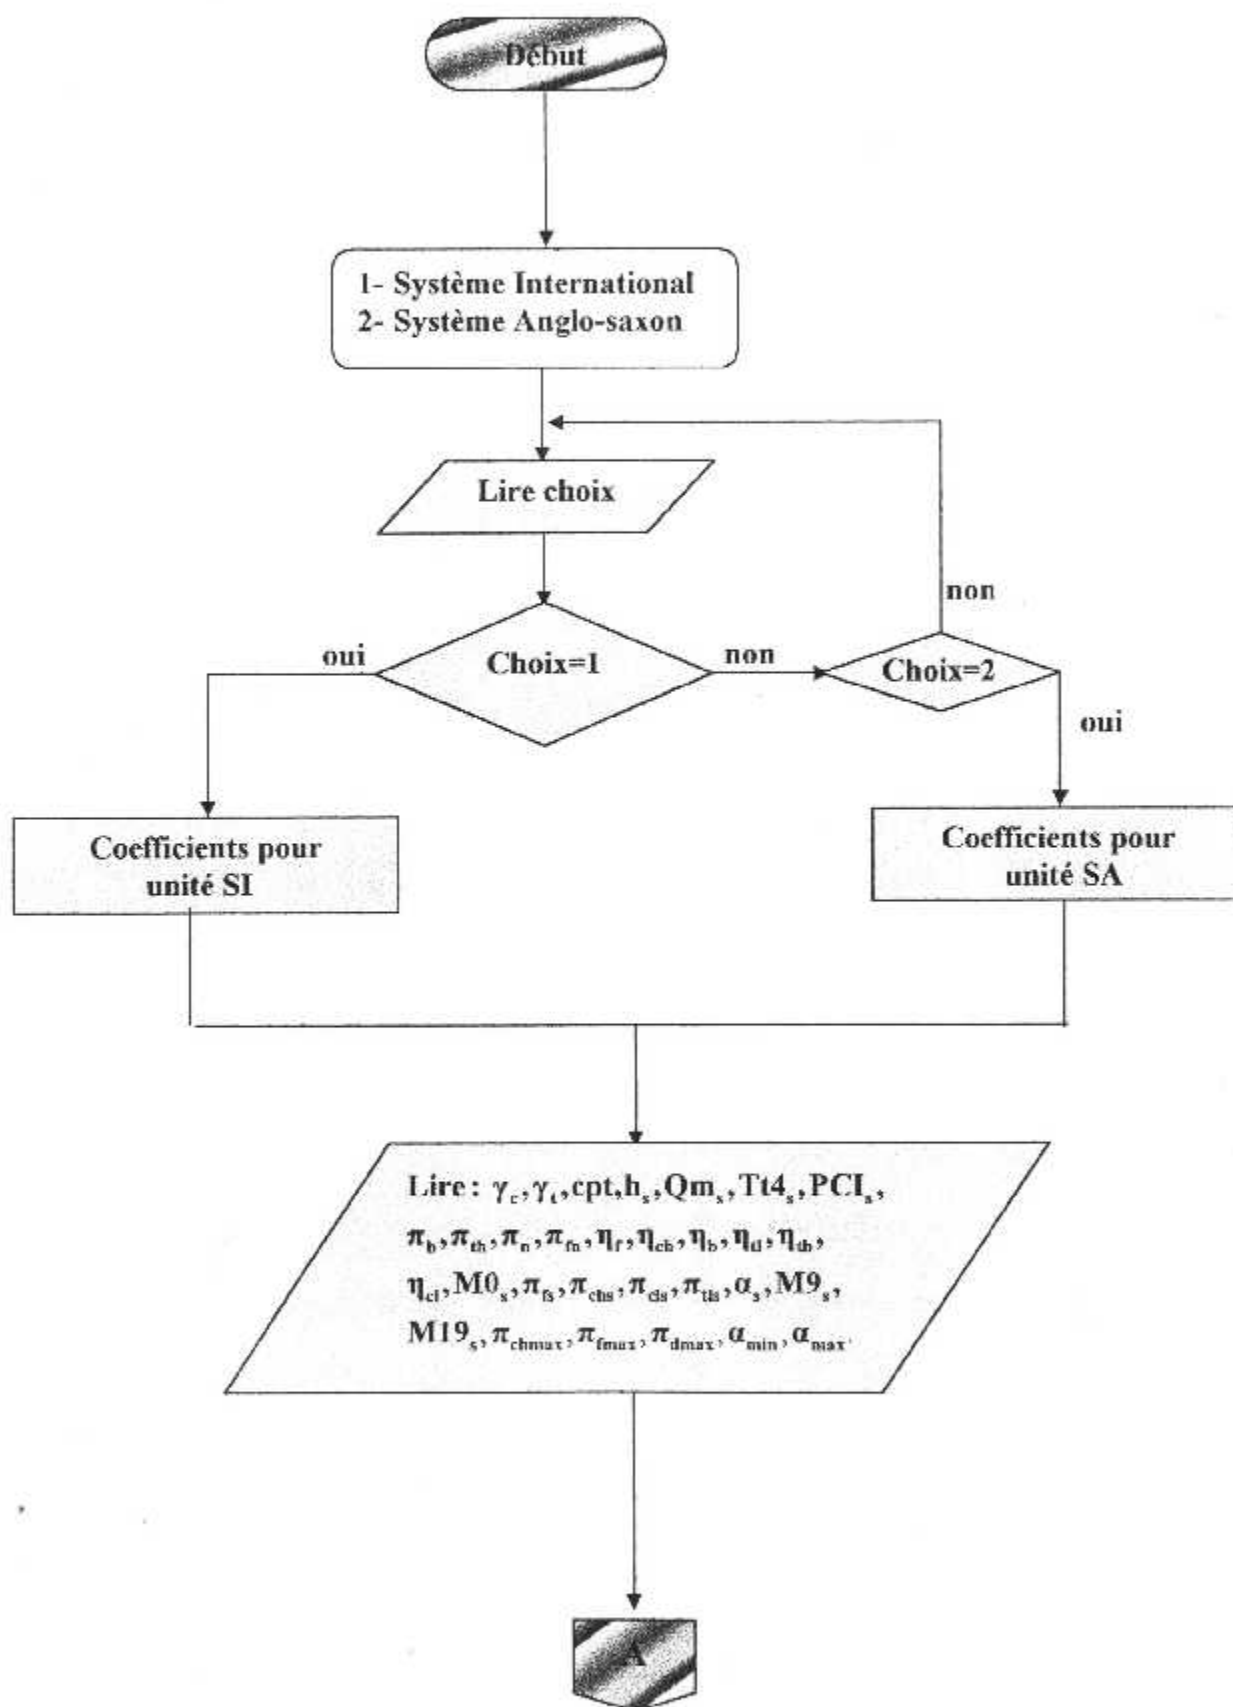 Début
1- Système International
2- Système Anglo-saxon
Lire choix
non
oui
Choix=1
non
Choix=2
oui
Coefficients pour
unité SI
Coefficients pour
unité SA
Lire : γc, γt, cpt, hs, Qms, Tt4s, PCIs,
πb, πth, πn, πfn, ηf, ηch, ηb, ηtl, ηth,
ηcl, M0s, πfs, πchs, πcls, πtls, αs, M9s,
M19s, πchmax, πfmax, πdmax, αmin, αmax.
A